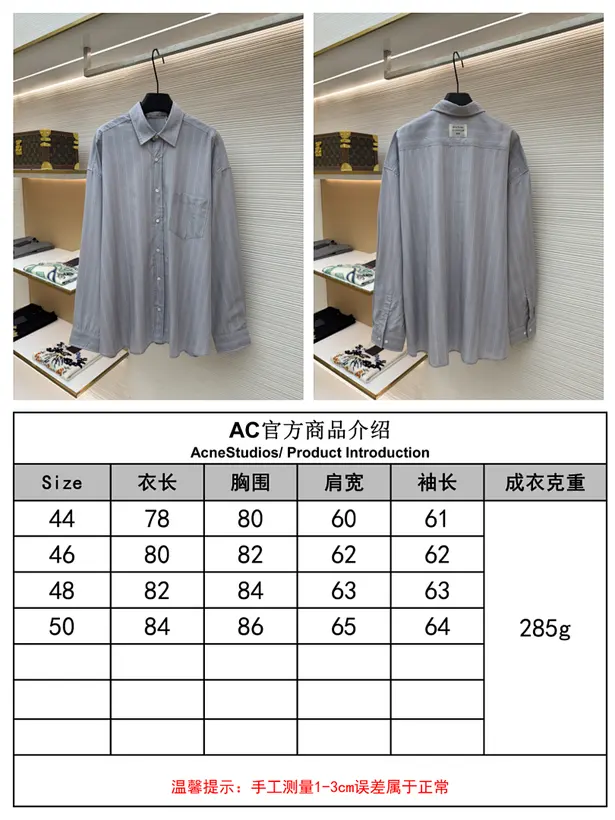 AC官方商品介绍
AcneStudios/ Product Introduction
Size 衣长 胸围 肩宽 袖长 成衣克重
44 78 80 60 61
46 80 82 62 62
48 82 84 63 63
50 84 86 65 64
285g
温馨提示：手工测量1-3cm误差属于正常